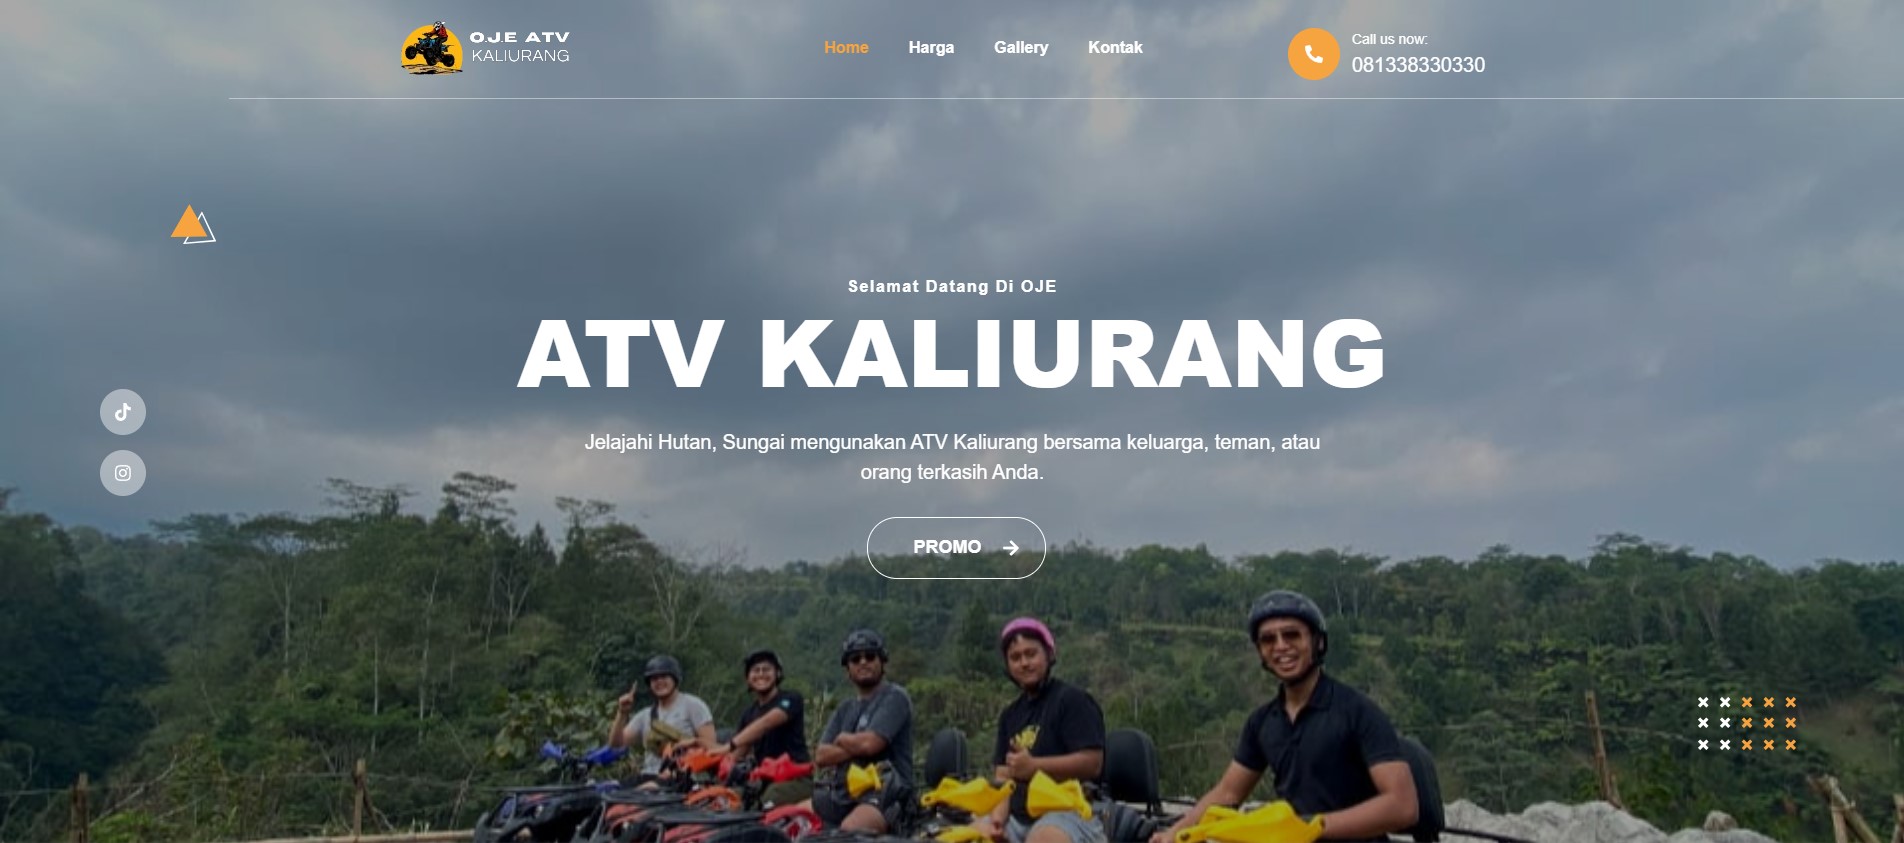 O.J.E ATV
KALIURANG
Home
Harga
Gallery
Kontak
Call us now:
081338330330
Selamat Datang Di OJE
ATV KALIURANG
Jelajahi Hutan, Sungai mengunakan ATV Kaliurang bersama keluarga, teman, atau
orang terkasih Anda.
PROMO